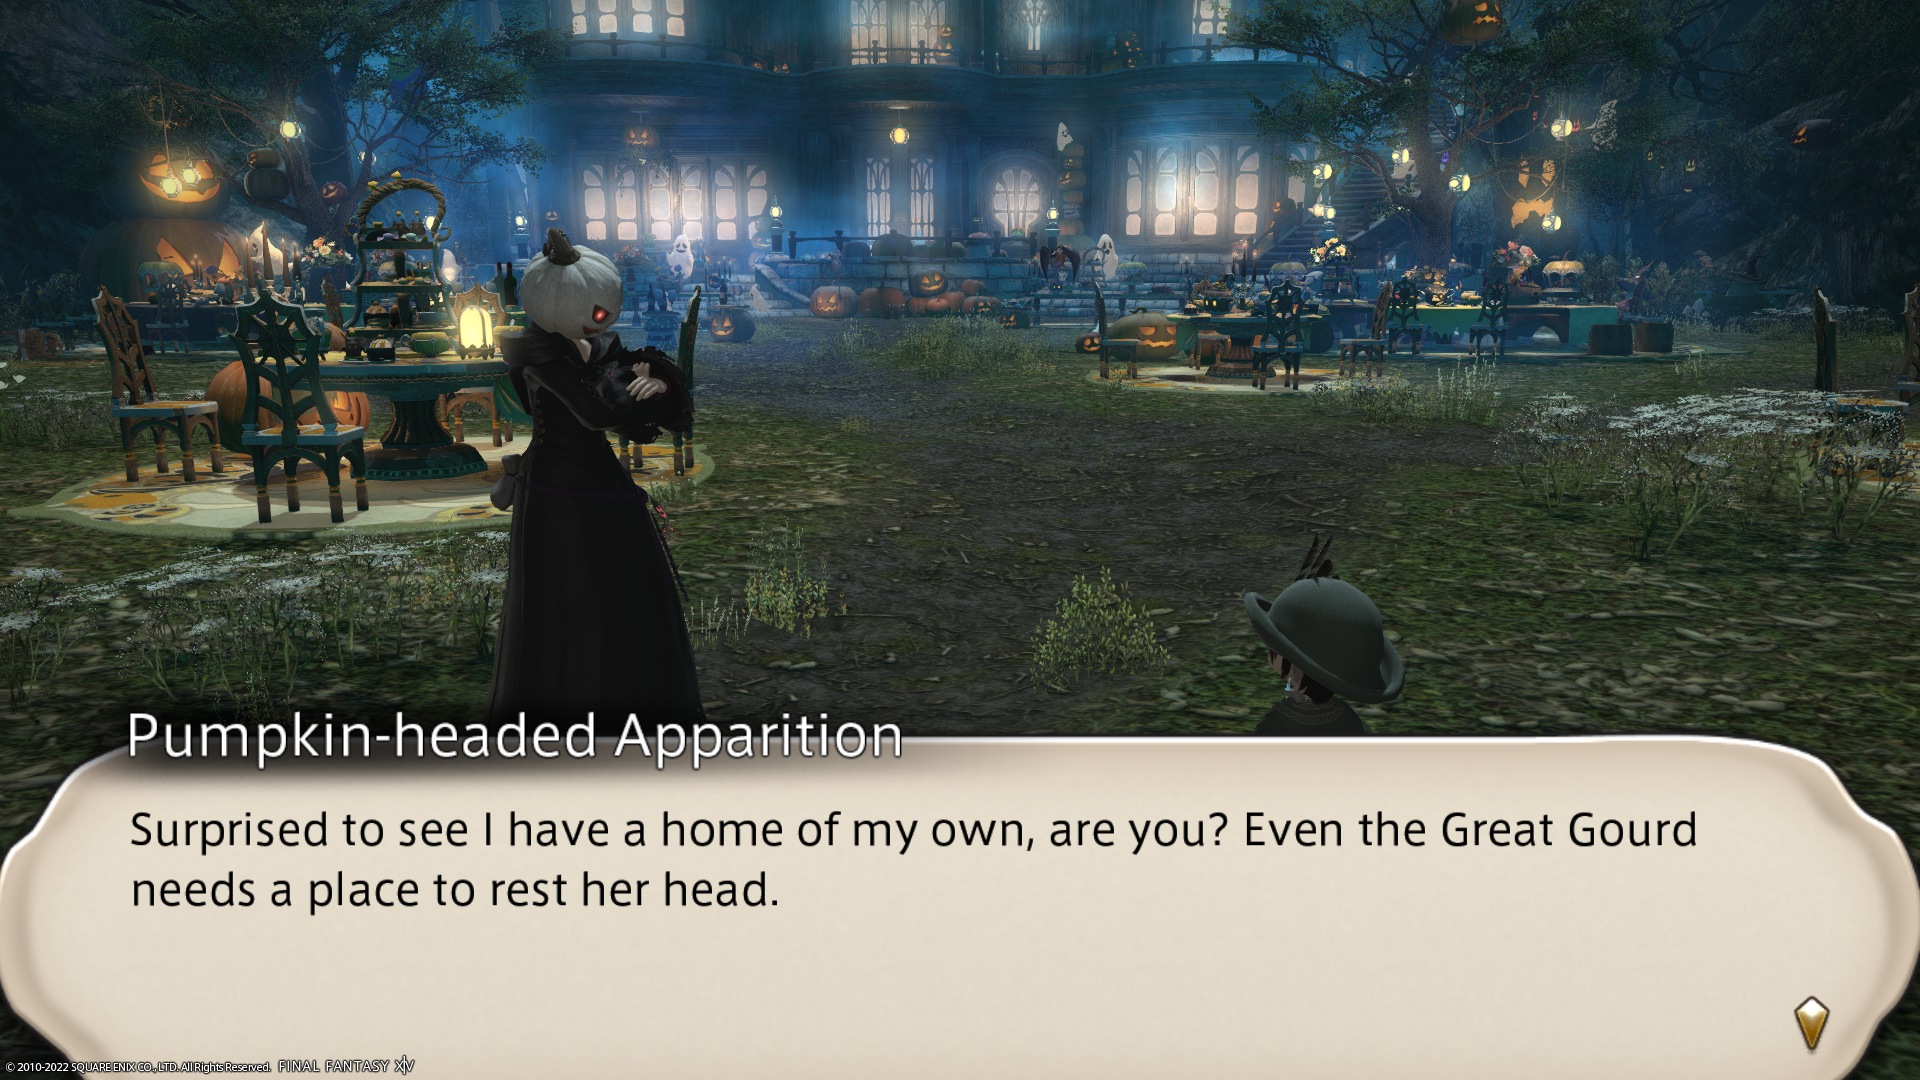 Pumpkin-headed Apparition
Surprised to see I have a home of my own, are you? Even the Great Gourd
needs a place to rest her head.
© 2010-2022 SQUARE ENIX CO., LTD. All Rights Reserved. FINAL FANTASY XIV